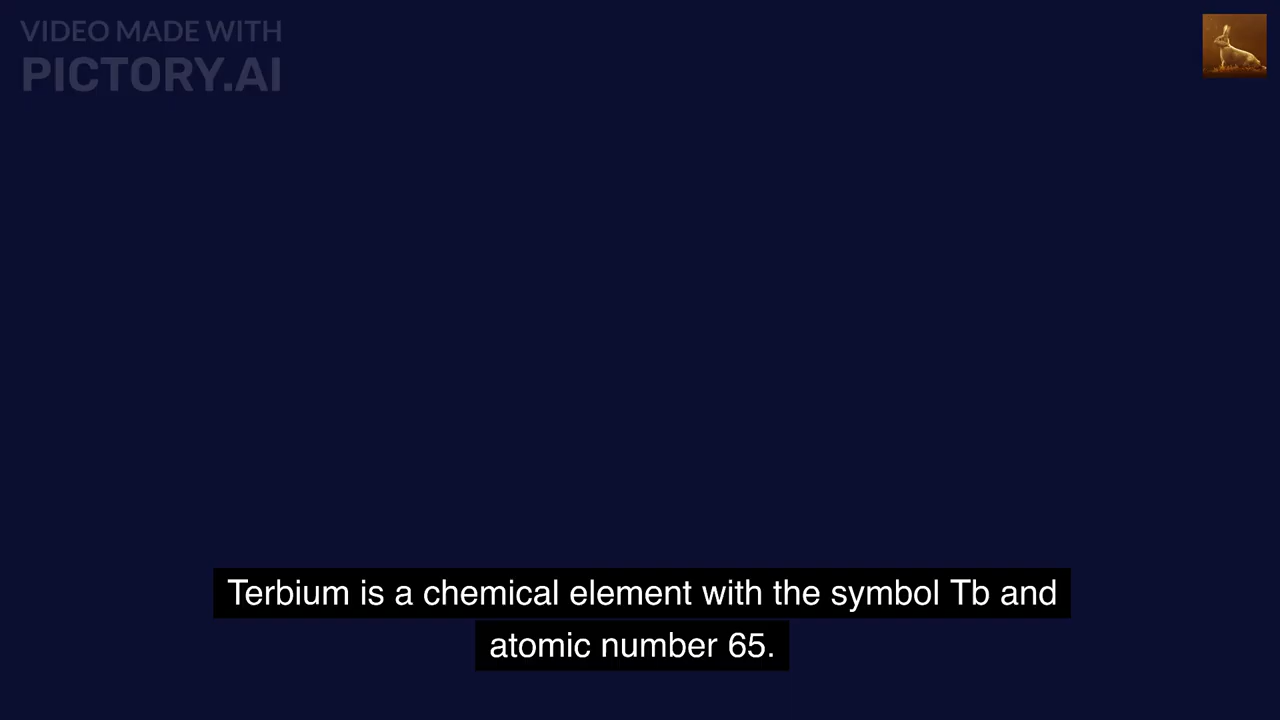 VIDEO MADE WITH
PICTORY.AI
Terbium is a chemical element with the symbol Tb and
atomic number 65.